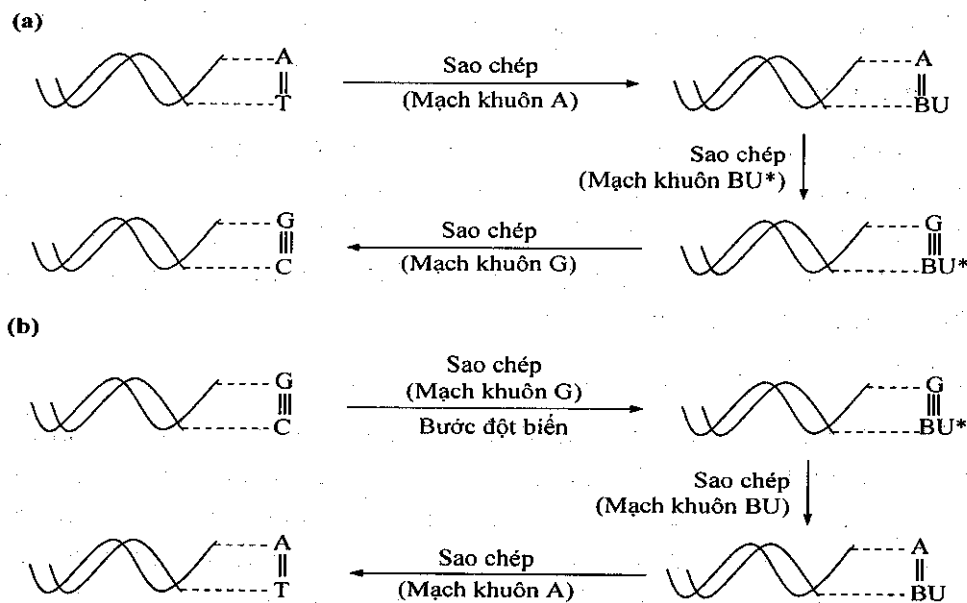 (a)
A
T
Sao chép
(Mạch khuôn A)
A
BU
Sao chép
(Mạch khuôn BU*)
G
C
Sao chép
(Mạch khuôn G)
G
BU*
(b)
G
C
Sao chép
(Mạch khuôn G)
Bước đột biến
G
BU*
Sao chép
(Mạch khuôn BU)
A
T
Sao chép
(Mạch khuôn A)
A
BU